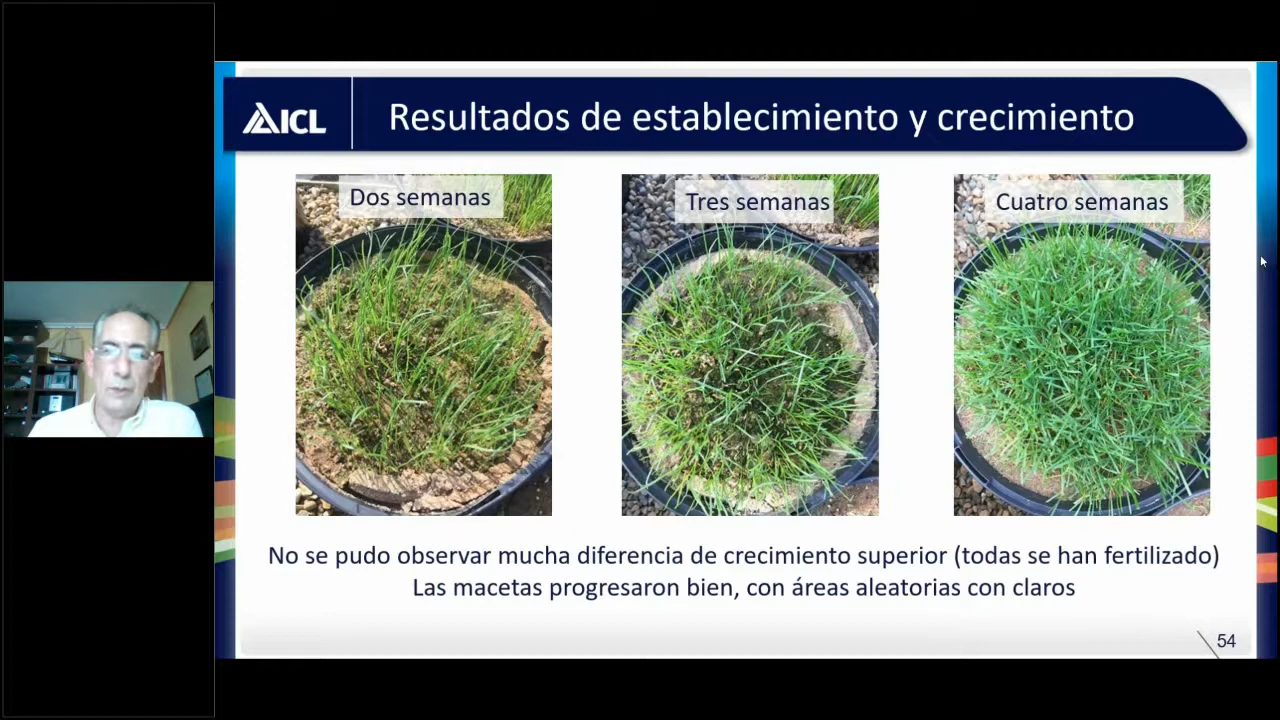 ICL
Resultados de establecimiento y crecimiento
Dos semanas
Tres semanas
Cuatro semanas
No se pudo observar mucha diferencia de crecimiento superior (todas se han fertilizado)
Las macetas progresaron bien, con áreas aleatorias con claros
54